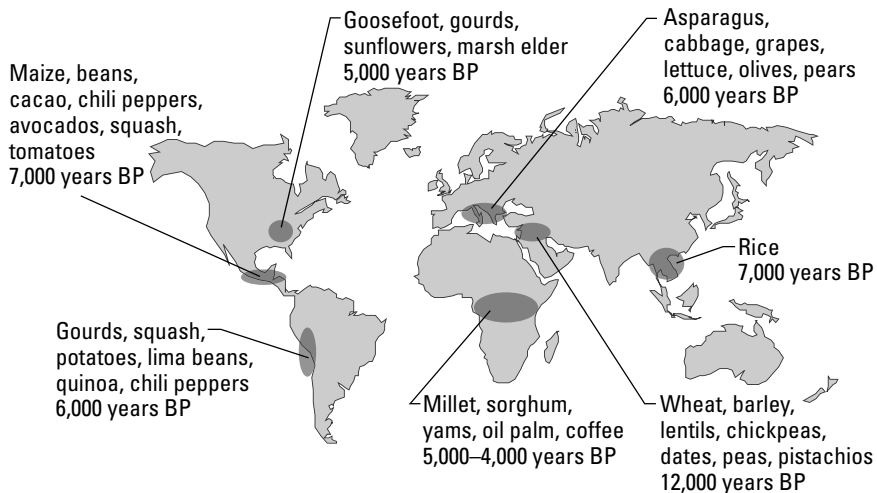 Goosefoot, gourds,
sunflowers, marsh elder
5,000 years BP
Asparagus,
cabbage, grapes,
lettuce, olives, pears
6,000 years BP
Maize, beans,
cacao, chili peppers,
avocados, squash,
tomatoes
7,000 years BP
Rice
7,000 years BP
Gourds, squash,
potatoes, lima beans,
quinoa, chili peppers
6,000 years BP
Millet, sorghum,
yams, oil palm, coffee
5,000–4,000 years BP
Wheat, barley,
lentils, chickpeas,
dates, peas, pistachios
12,000 years BP